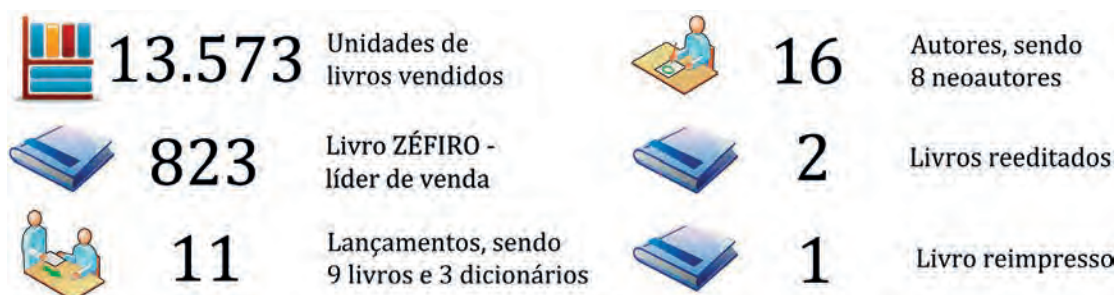 13.573
Unidades de
livros vendidos
16
Autores, sendo
8 neoautores
823
Livro ZÉFIRO -
líder de venda
2
Livros reeditados
11
Lançamentos, sendo
9 livros e 3 dicionários
1
Livro reimpresso